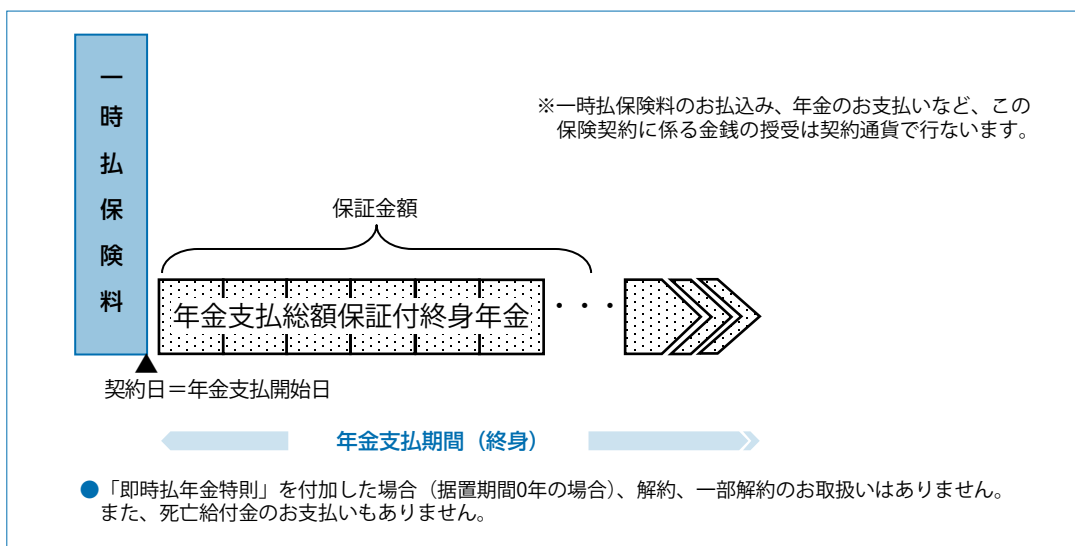 一時払保険料
※一時払保険料のお払込み、年金のお支払いなど、この
保険契約に係る金銭の授受は契約通貨で行ないます。
保証金額
年金支払総額保証付終身年金
・・・
契約日＝年金支払開始日
年金支払期間（終身）
●「即時払年金特則」を付加した場合（据置期間0年の場合）、解約、一部解約のお取扱いはありません。
また、死亡給付金のお支払いもありません。